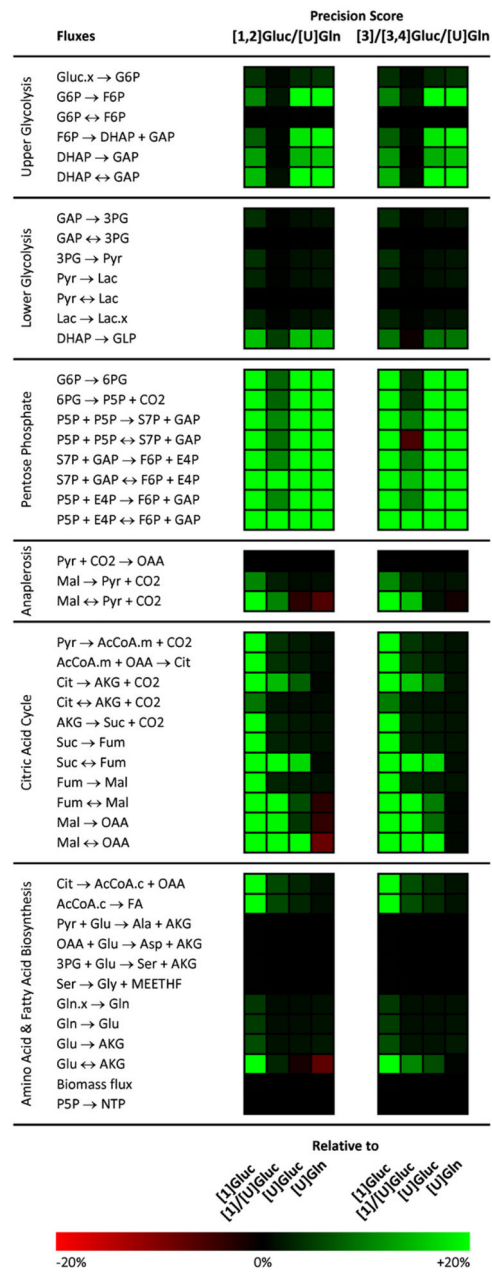 Precision Score
Fluxes [1,2]Gluc/[U]Gln [3]/[3,4]Gluc/[U]Gln
Upper Glycolysis
Gluc.x → G6P
G6P → F6P
G6P ↔ F6P
F6P → DHAP + GAP
DHAP → GAP
DHAP ↔ GAP
Lower Glycolysis
GAP → 3PG
GAP ↔ 3PG
3PG → Pyr
Pyr → Lac
Pyr ↔ Lac
Lac → Lac.x
DHAP → GLP
Pentose Phosphate
G6P → 6PG
6PG → P5P + CO2
P5P + P5P → S7P + GAP
P5P + P5P ↔ S7P + GAP
S7P + GAP → F6P + E4P
S7P + GAP ↔ F6P + E4P
P5P + E4P → F6P + GAP
P5P + E4P ↔ F6P + GAP
Anaplerosis
Pyr + CO2 → OAA
Mal → Pyr + CO2
Mal ↔ Pyr + CO2
Citric Acid Cycle
Pyr → AcCoA.m + CO2
AcCoA.m + OAA → Cit
Cit → AKG + CO2
Cit ↔ AKG + CO2
AKG → Suc + CO2
Suc → Fum
Suc ↔ Fum
Fum → Mal
Fum ↔ Mal
Mal → OAA
Mal ↔ OAA
Amino Acid & Fatty Acid Biosynthesis
Cit → AcCoA.c + OAA
AcCoA.c → FA
Pyr + Glu → Ala + AKG
OAA + Glu → Asp + AKG
3PG + Glu → Ser + AKG
Ser → Gly + MEETHF
Gln.x → Gln
Gln → Glu
Glu → AKG
Glu ↔ AKG
Biomass flux
P5P → NTP
Relative to
[1]Gluc [1]/[U]Gluc [U]Gluc [U]Gln [1]Gluc [1]/[U]Gluc [U]Gluc [U]Gln
-20% 0% +20%